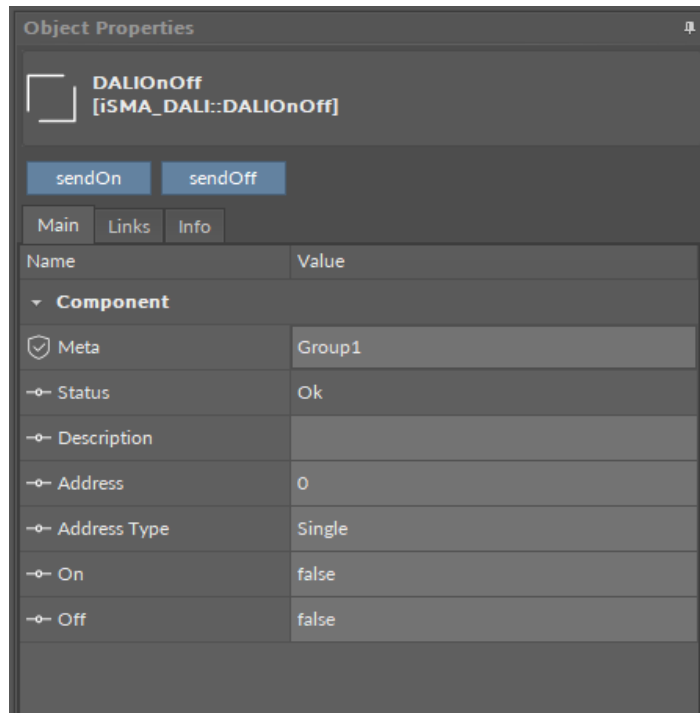 Object Properties
DALIOnOff
[iSMA_DALI::DALIOnOff]
sendOn sendOff
Main Links Info
Name Value
Component
Meta Group1
Status Ok
Description
Address 0
Address Type Single
On false
Off false